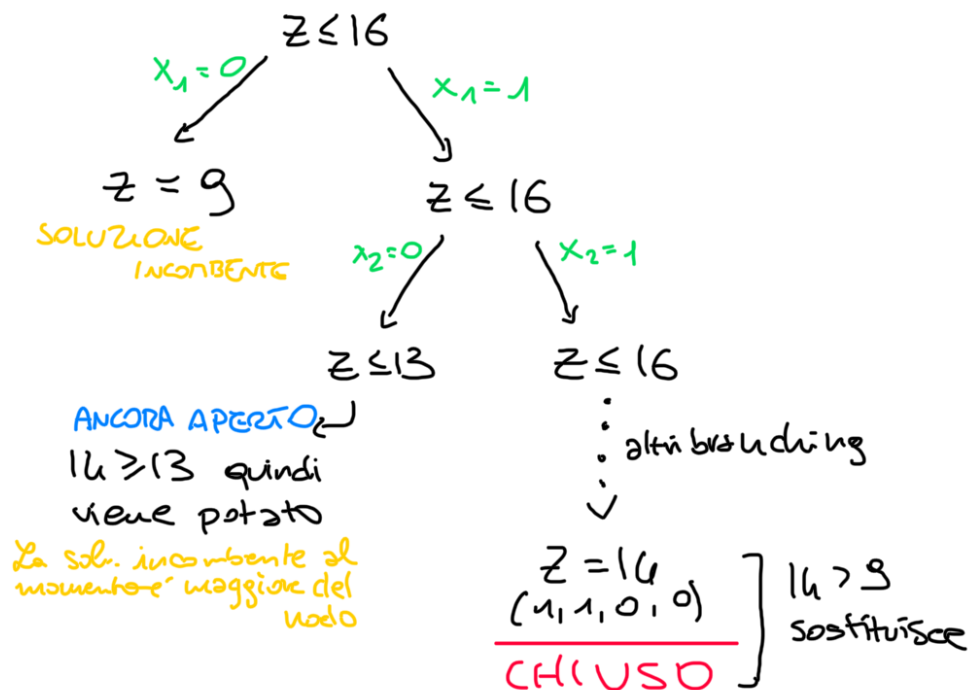 Z ≤ 16
x₁ = 0
x₁ = 1
Z = 9
SOLUZIONE
INCOMBENTE
Z ≤ 16
x₂=0
x₂=1
Z ≤ 13
Z ≤ 16
ANCORA APERTO
14 ≥ 13 quindi
viene potato
La sol. incombente al
momento è maggiore del
nodo
altri branching
Z = 14
(1, 1, 0, 0)
CHIUSO
14 > 9
sostituisce